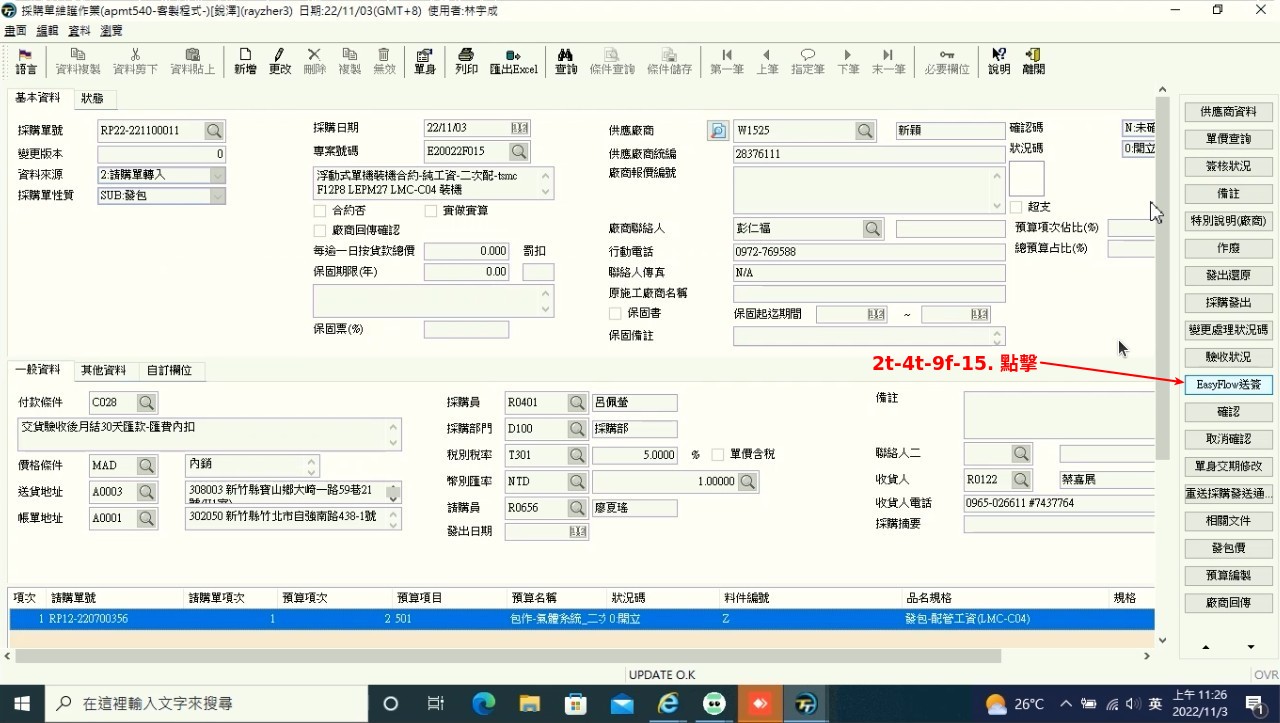 採購單維護作業(apmt540-客製程式-)[銳澤](rayzher3) 日期:22/11/03(GMT+8) 使用者:林宇成
畫面 編輯 資料 瀏覽
語言 資料複製 資料剪下 資料貼上 新增 更改 刪除 複製 無效 單身 列印 匯出Excel 查詢 條件查詢 條件儲存 第一筆 上筆 指定筆 下筆 末一筆 必要欄位 說明 離開
基本資料 狀態
採購單號 RP22-221100011 採購日期 22/11/03 供應廠商 W1525 新穎 確認碼 N:未確
變更版本 0 專案號碼 E20022F015 供應廠商統編 28376111 狀況碼 0:開立
資料來源 2:請購單轉入 浮動式單機裝機合約-純工資-二次配-tsmc 廠商報價編號
F12P8 LEPM27 LMC-C04 裝機
採購單性質 SUB:發包
合約否 實做實算 超支
廠商回傳確認 廠商聯絡人 彭仁福 預算項次佔比(%)
每逾一日按貸款總價 0.000 罰扣 行動電話 0972-769588 總預算占比(%)
保固期限(年) 0.00 聯絡人傳真 N/A
原施工廠商名稱
保固書 保固起迄期間 ~
保固票(%) 保固備註
2t-4t-9f-15. 點擊
一般資料 其他資料 自訂欄位
付款條件 C028 採購員 R0401 呂佩螢 備註
交貨驗收後月結30天匯款-匯費內扣 採購部門 D100 採購部
稅別稅率 T301 5.0000 % 單價含稅 聯絡人二
價格條件 MAD 內銷
幣別匯率 NTD 1.00000 收貨人 R0122 蔡嘉展
送貨地址 A0003 308003 新竹縣寶山鄉大崎一路59巷21
請購員 R0656 廖夏瑤 收貨人電話 0965-026611 #7437764
帳單地址 A0001 302050 新竹縣竹北市自強南路438-1號
發出日期 採購摘要
項次 請購單號 請購單項次 預算項次 預算項目 預算名稱 狀況碼 料件編號 品名規格 規格
1 RP12-220700356 1 2 501 包作-氣體系統_二次 0:開立 Z 發包-配管工資(LMC-C04)
供應商資料
單價查詢
簽核狀況
備註
特別說明(廠商)
作廢
發出還原
採購發出
變更處理狀況碼
驗收狀況
EasyFlow送簽
確認
取消確認
單身交期修改
重送採購發送通...
相關文件
發包價
預算編製
廠商回傳
UPDATE O.K OVR
在這裡輸入文字來搜尋 26°C 英 上午 11:26
2022/11/3 1